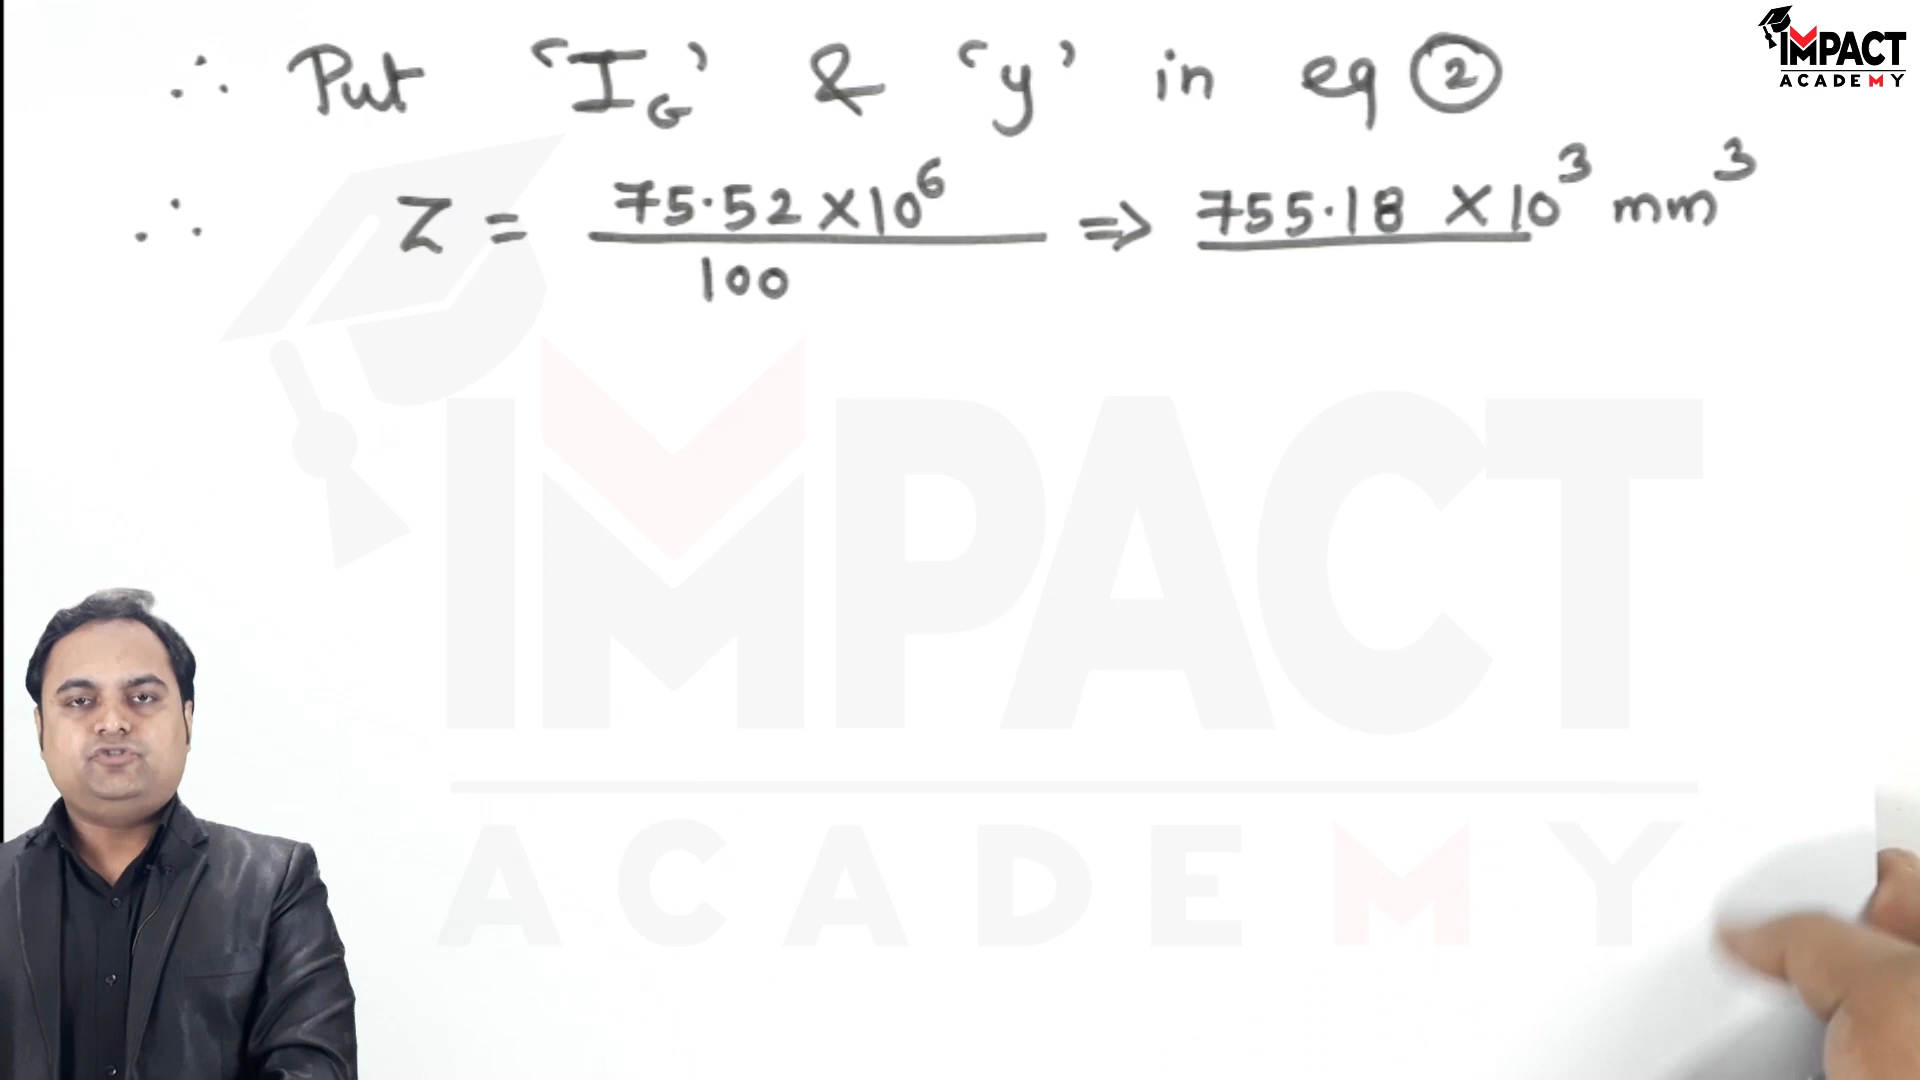 ∴ Put ‘I_G’ & ‘y’ in eq ②
IMPACT
ACADEMY
∴ Z = 75.52 X 10^6 / 100 => 755.18 X 10^3 mm^3
IMPACT
ACADEMY